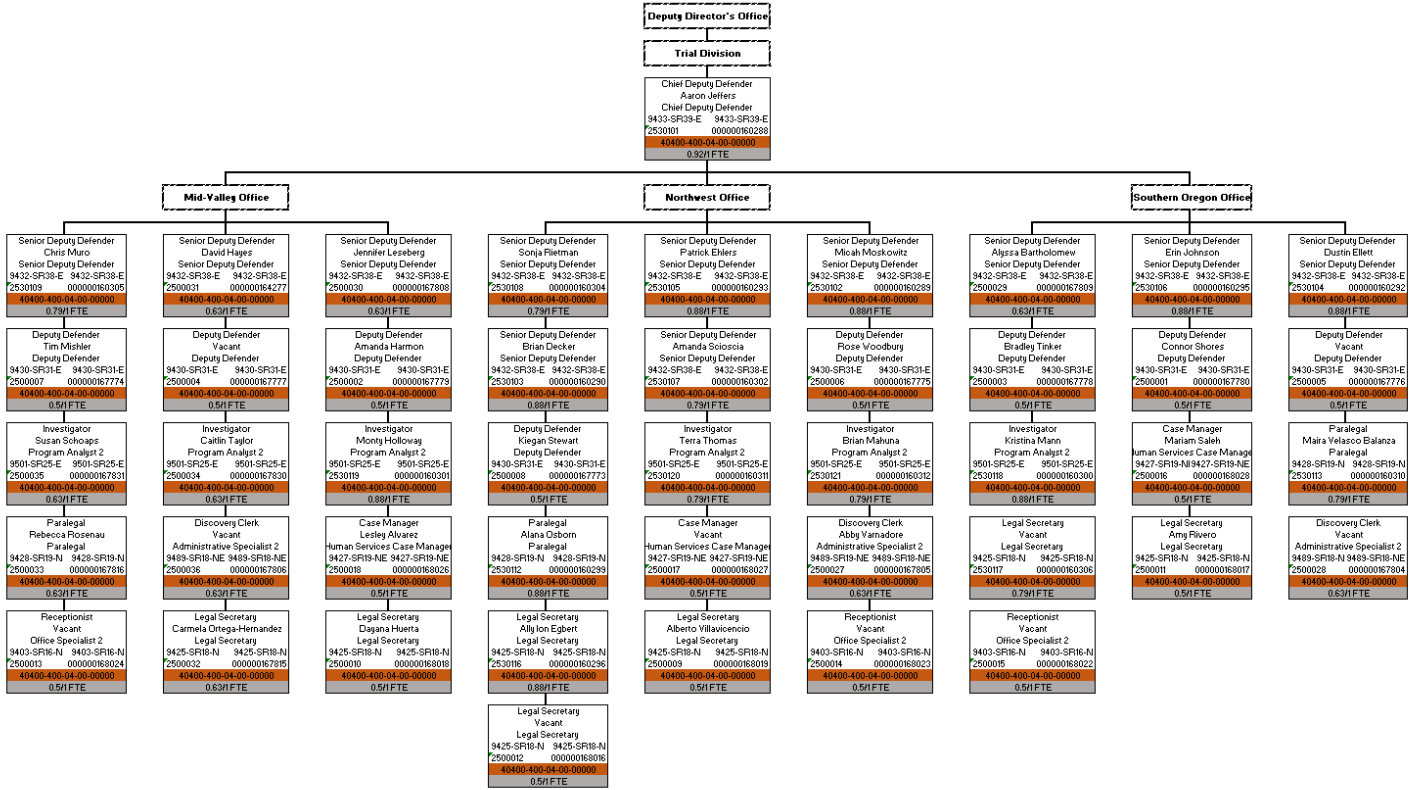 Deputy Director's Office
Trial Division
Chief Deputy Defender
Aaron Jeffers
Chief Deputy Defender
9433-SR39-E 9433-SR39-E
2530101 000000160288
40400-400-04-00-00000
0.92/1 FTE
Mid-Valley Office
Northwest Office
Southern Oregon Office
Senior Deputy Defender
Chris Muro
Senior Deputy Defender
9432-SR38-E 9432-SR38-E
2530109 000000160305
40400-400-04-00-00000
0.79/1 FTE
Deputy Defender
Tim Mishler
Deputy Defender
9430-SR31-E 9430-SR31-E
2500007 000000167774
40400-400-04-00-00000
0.5/1 FTE
Investigator
Susan Schoaps
Program Analyst 2
9501-SR25-E 9501-SR25-E
2500035 000000167831
40400-400-04-00-00000
0.63/1 FTE
Paralegal
Rebecca Rosenau
Paralegal
9428-SR19-N 9428-SR19-N
2500033 000000167816
40400-400-04-00-00000
0.63/1 FTE
Receptionist
Vacant
Office Specialist 2
9403-SR16-N 9403-SR16-N
2500013 000000168024
40400-400-04-00-00000
0.5/1 FTE
Senior Deputy Defender
David Hayes
Senior Deputy Defender
9432-SR38-E 9432-SR38-E
2500031 000000164277
40400-400-04-00-00000
0.63/1 FTE
Deputy Defender
Vacant
Deputy Defender
9430-SR31-E 9430-SR31-E
2500004 000000167777
40400-400-04-00-00000
0.5/1 FTE
Investigator
Caitlin Taylor
Program Analyst 2
9501-SR25-E 9501-SR25-E
2500034 000000167830
40400-400-04-00-00000
0.63/1 FTE
Discovery Clerk
Vacant
Administrative Specialist 2
9489-SR18-NE 9489-SR18-NE
2500036 000000167806
40400-400-04-00-00000
0.63/1 FTE
Legal Secretary
Carmela Ortega-Hernandez
Legal Secretary
9425-SR18-N 9425-SR18-N
2500032 000000167815
40400-400-04-00-00000
0.63/1 FTE
Senior Deputy Defender
Jennifer Leseberg
Senior Deputy Defender
9432-SR38-E 9432-SR38-E
2500030 000000167808
40400-400-04-00-00000
0.63/1 FTE
Deputy Defender
Amanda Harmon
Deputy Defender
9430-SR31-E 9430-SR31-E
2500002 000000167779
40400-400-04-00-00000
0.5/1 FTE
Investigator
Monty Holloway
Program Analyst 2
9501-SR25-E 9501-SR25-E
2530119 000000160301
40400-400-04-00-00000
0.88/1 FTE
Case Manager
Lesley Alvarez
Human Services Case Manager
9427-SR19-NE 9427-SR19-NE
2500018 000000168026
40400-400-04-00-00000
0.5/1 FTE
Legal Secretary
Dayana Huerta
Legal Secretary
9425-SR18-N 9425-SR18-N
2500010 000000168018
40400-400-04-00-00000
0.5/1 FTE
Senior Deputy Defender
Sonja Rietman
Senior Deputy Defender
9432-SR38-E 9432-SR38-E
2530108 000000160304
40400-400-04-00-00000
0.79/1 FTE
Senior Deputy Defender
Brian Decker
Senior Deputy Defender
9432-SR38-E 9432-SR38-E
2530103 000000160290
40400-400-04-00-00000
0.88/1 FTE
Deputy Defender
Kiegan Stewart
Deputy Defender
9430-SR31-E 9430-SR31-E
2500008 000000167773
40400-400-04-00-00000
0.5/1 FTE
Paralegal
Alana Osborn
Paralegal
9428-SR19-N 9428-SR19-N
2530112 000000160299
40400-400-04-00-00000
0.88/1 FTE
Legal Secretary
Ally lon Egbert
Legal Secretary
9425-SR18-N 9425-SR18-N
2530116 000000160296
40400-400-04-00-00000
0.88/1 FTE
Legal Secretary
Vacant
Legal Secretary
9425-SR18-N 9425-SR18-N
2500012 000000168016
40400-400-04-00-00000
0.5/1 FTE
Senior Deputy Defender
Patrick Ehlers
Senior Deputy Defender
9432-SR38-E 9432-SR38-E
2530105 000000160293
40400-400-04-00-00000
0.88/1 FTE
Senior Deputy Defender
Amanda Scioscia
Senior Deputy Defender
9432-SR38-E 9432-SR38-E
2530107 000000160302
40400-400-04-00-00000
0.79/1 FTE
Investigator
Terra Thomas
Program Analyst 2
9501-SR25-E 9501-SR25-E
2530120 000000160311
40400-400-04-00-00000
0.79/1 FTE
Case Manager
Vacant
Human Services Case Manager
9427-SR19-NE 9427-SR19-NE
2500017 000000168027
40400-400-04-00-00000
0.5/1 FTE
Legal Secretary
Alberto Villavicencio
Legal Secretary
9425-SR18-N 9425-SR18-N
2500009 000000168019
40400-400-04-00-00000
0.5/1 FTE
Senior Deputy Defender
Micah Moskowitz
Senior Deputy Defender
9432-SR38-E 9432-SR38-E
2530102 000000160289
40400-400-04-00-00000
0.88/1 FTE
Deputy Defender
Rose Woodbury
Deputy Defender
9430-SR31-E 9430-SR31-E
2500006 000000167775
40400-400-04-00-00000
0.5/1 FTE
Investigator
Brian Mahuna
Program Analyst 2
9501-SR25-E 9501-SR25-E
2530121 000000160312
40400-400-04-00-00000
0.79/1 FTE
Discovery Clerk
Abby Varnadore
Administrative Specialist 2
9489-SR18-NE 9489-SR18-NE
2500027 000000167805
40400-400-04-00-00000
0.63/1 FTE
Receptionist
Vacant
Office Specialist 2
9403-SR16-N 9403-SR16-N
2500014 000000168023
40400-400-04-00-00000
0.5/1 FTE
Senior Deputy Defender
Alyssa Bartholomew
Senior Deputy Defender
9432-SR38-E 9432-SR38-E
2500029 000000167809
40400-400-04-00-00000
0.63/1 FTE
Deputy Defender
Bradley Tinker
Deputy Defender
9430-SR31-E 9430-SR31-E
2500003 000000167778
40400-400-04-00-00000
0.5/1 FTE
Investigator
Kristina Mann
Program Analyst 2
9501-SR25-E 9501-SR25-E
2530118 000000160300
40400-400-04-00-00000
0.88/1 FTE
Legal Secretary
Vacant
Legal Secretary
9425-SR18-N 9425-SR18-N
2530117 000000160306
40400-400-04-00-00000
0.79/1 FTE
Receptionist
Vacant
Office Specialist 2
9403-SR16-N 9403-SR16-N
2500015 000000168022
40400-400-04-00-00000
0.5/1 FTE
Senior Deputy Defender
Erin Johnson
Senior Deputy Defender
9432-SR38-E 9432-SR38-E
2530106 000000160295
40400-400-04-00-00000
0.88/1 FTE
Deputy Defender
Connor Shores
Deputy Defender
9430-SR31-E 9430-SR31-E
2500001 000000167780
40400-400-04-00-00000
0.5/1 FTE
Case Manager
Mariam Saleh
Human Services Case Manage
9427-SR19-NE 9427-SR19-NE
2500016 000000168028
40400-400-04-00-00000
0.5/1 FTE
Legal Secretary
Amy Rivero
Legal Secretary
9425-SR18-N 9425-SR18-N
2500011 000000168017
40400-400-04-00-00000
0.5/1 FTE
Senior Deputy Defender
Dustin Ellett
Senior Deputy Defender
9432-SR38-E 9432-SR38-E
2530104 000000160292
40400-400-04-00-00000
0.88/1 FTE
Deputy Defender
Vacant
Deputy Defender
9430-SR31-E 9430-SR31-E
2500005 000000167776
40400-400-04-00-00000
0.5/1 FTE
Paralegal
Maira Velasco Balanza
Paralegal
9428-SR19-N 9428-SR19-N
2530113 000000160310
40400-400-04-00-00000
0.79/1 FTE
Discovery Clerk
Vacant
Administrative Specialist 2
9489-SR18-NE 9489-SR18-NE
2500028 000000167804
40400-400-04-00-00000
0.63/1 FTE